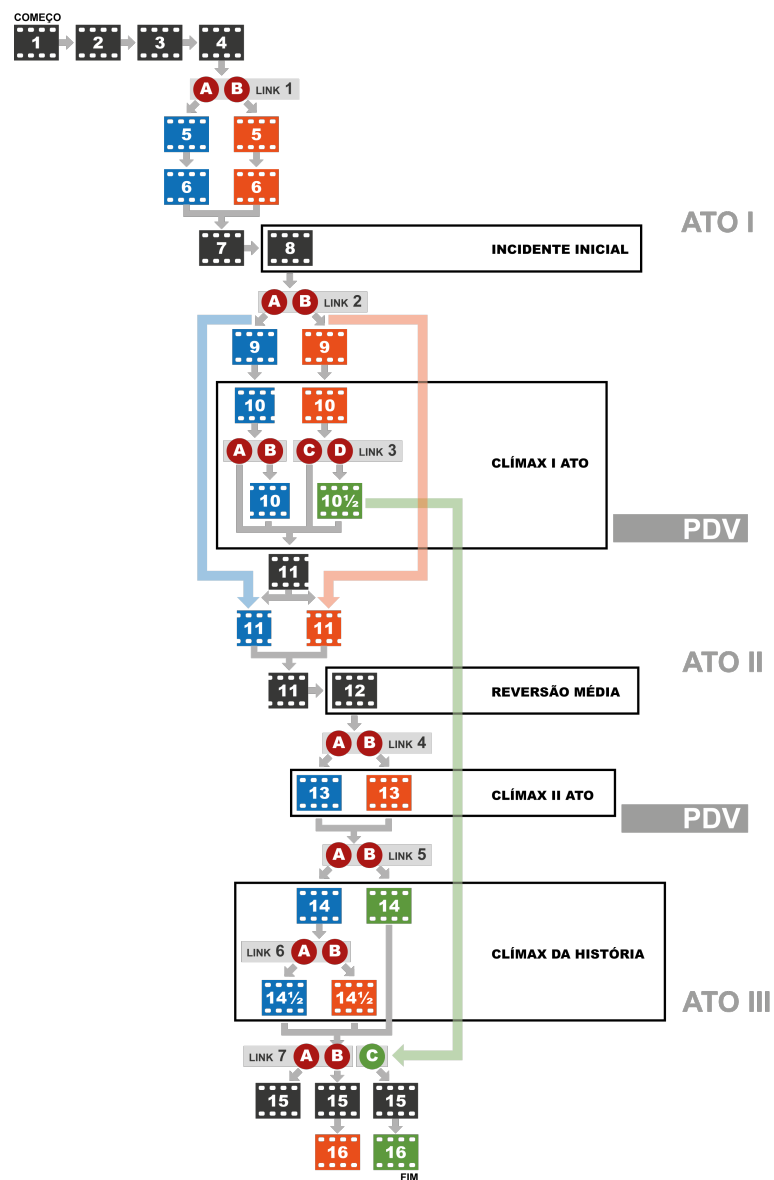 COMEÇO
1 2 3 4
A B LINK 1
5 5
6 6
ATO I
7 8 INCIDENTE INICIAL
A B LINK 2
9 9
10 10
A B C D LINK 3
CLÍMAX I ATO
10 10½
PDV
11
11 11
ATO II
11 12 REVERSÃO MÉDIA
A B LINK 4
13 13 CLÍMAX II ATO
PDV
A B LINK 5
14 14
LINK 6 A B
CLÍMAX DA HISTÓRIA
14½ 14½
ATO III
LINK 7 A B C
15 15 15
16 16
FIM